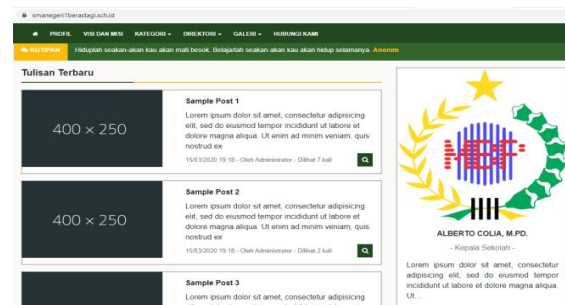 smanegeri1berastagi.sch.id
PROFIL VISI DAN MISI KATEGORI DIREKTORI GALERI HUBUNGI KAMI
KUTIPAN Hiduplah seakan-akan kau akan mati besok. Belajarlah seakan-akan kau akan hidup selamanya. Anonim
Tulisan Terbaru
400 × 250
Sample Post 1
Lorem ipsum dolor sit amet, consectetur adipisicing
elit, sed do eiusmod tempor incididunt ut labore et
dolore magna aliqua. Ut enim ad minim veniam, quis
nostrud ex
15/03/2020 19:16 - Oleh Administrator - Dilihat 7 kali
400 × 250
Sample Post 2
Lorem ipsum dolor sit amet, consectetur adipisicing
elit, sed do eiusmod tempor incididunt ut labore et
dolore magna aliqua. Ut enim ad minim veniam, quis
nostrud ex
15/03/2020 19:16 - Oleh Administrator - Dilihat 2 kali
Sample Post 3
Lorem ipsum dolor sit amet, consectetur adipisicing
ALBERTO COLIA, M.PD.
- Kepala Sekolah -
Lorem ipsum dolor sit amet, consectetur
adipisicing elit, sed do eiusmod tempor
incididunt ut labore et dolore magna aliqua.
Ut...